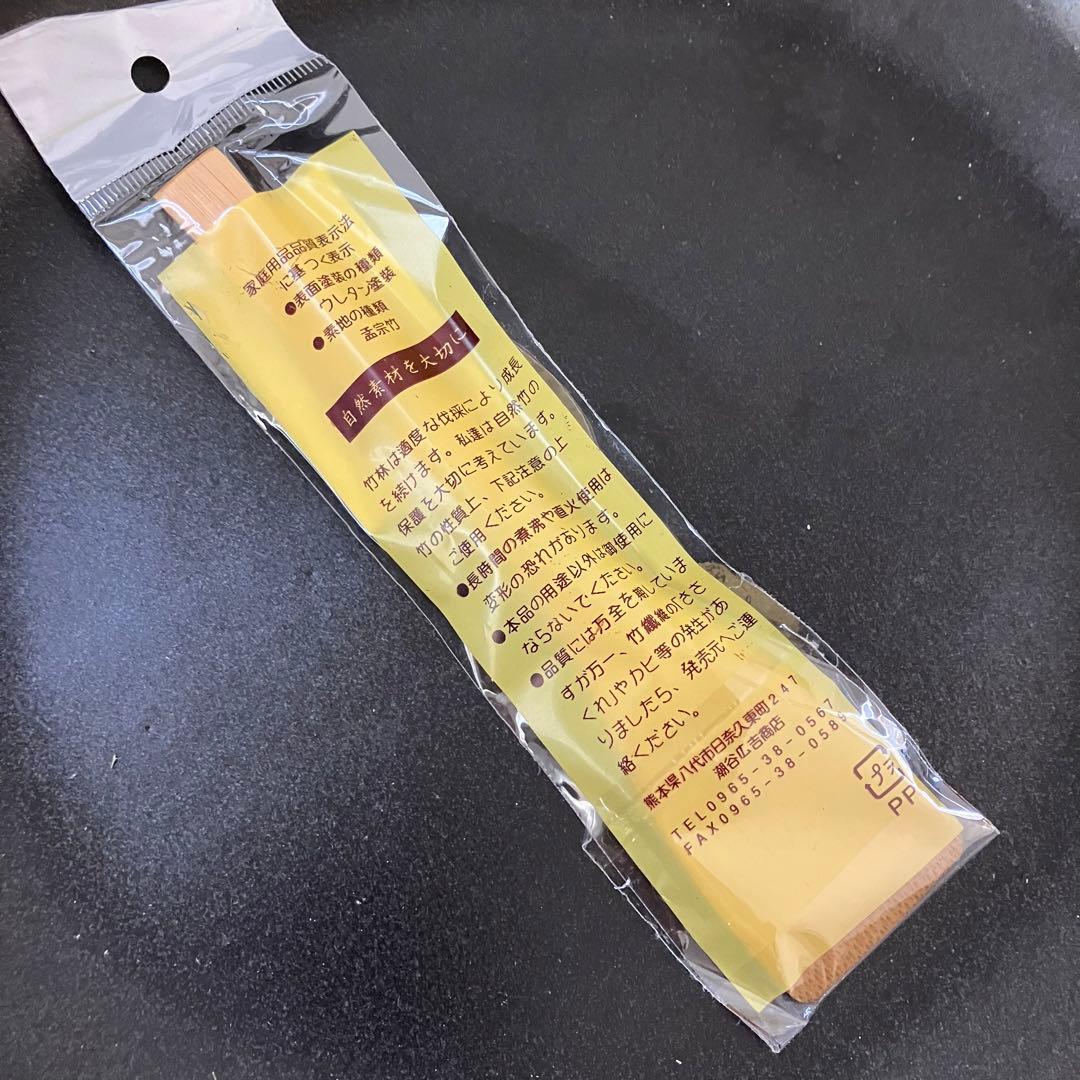 家庭用品品質表示法
に基づく表示
●表面塗装の種類
ウレタン塗装
●素地の種類
孟宗竹
自然素材を大切に
竹林は適度な伐採により成長
を続けます。私達は自然竹の
保護を大切に考えています。
竹の性質上、下記注意の上
ご使用ください。
●長時間の煮沸や直火使用は
変形の恐れがあります。
●本品の用途以外は御使用に
ならないでください。
●品質には万全を期していま
すが万一、竹繊維の「ささ
くれ」やカビ等の発生があ
りましたら、発売元へご連
絡ください。
熊本県八代市日奈久東町247
潮谷広吉商店
TEL0965-38-0567
FAX0965-38-0589
プラ
PP